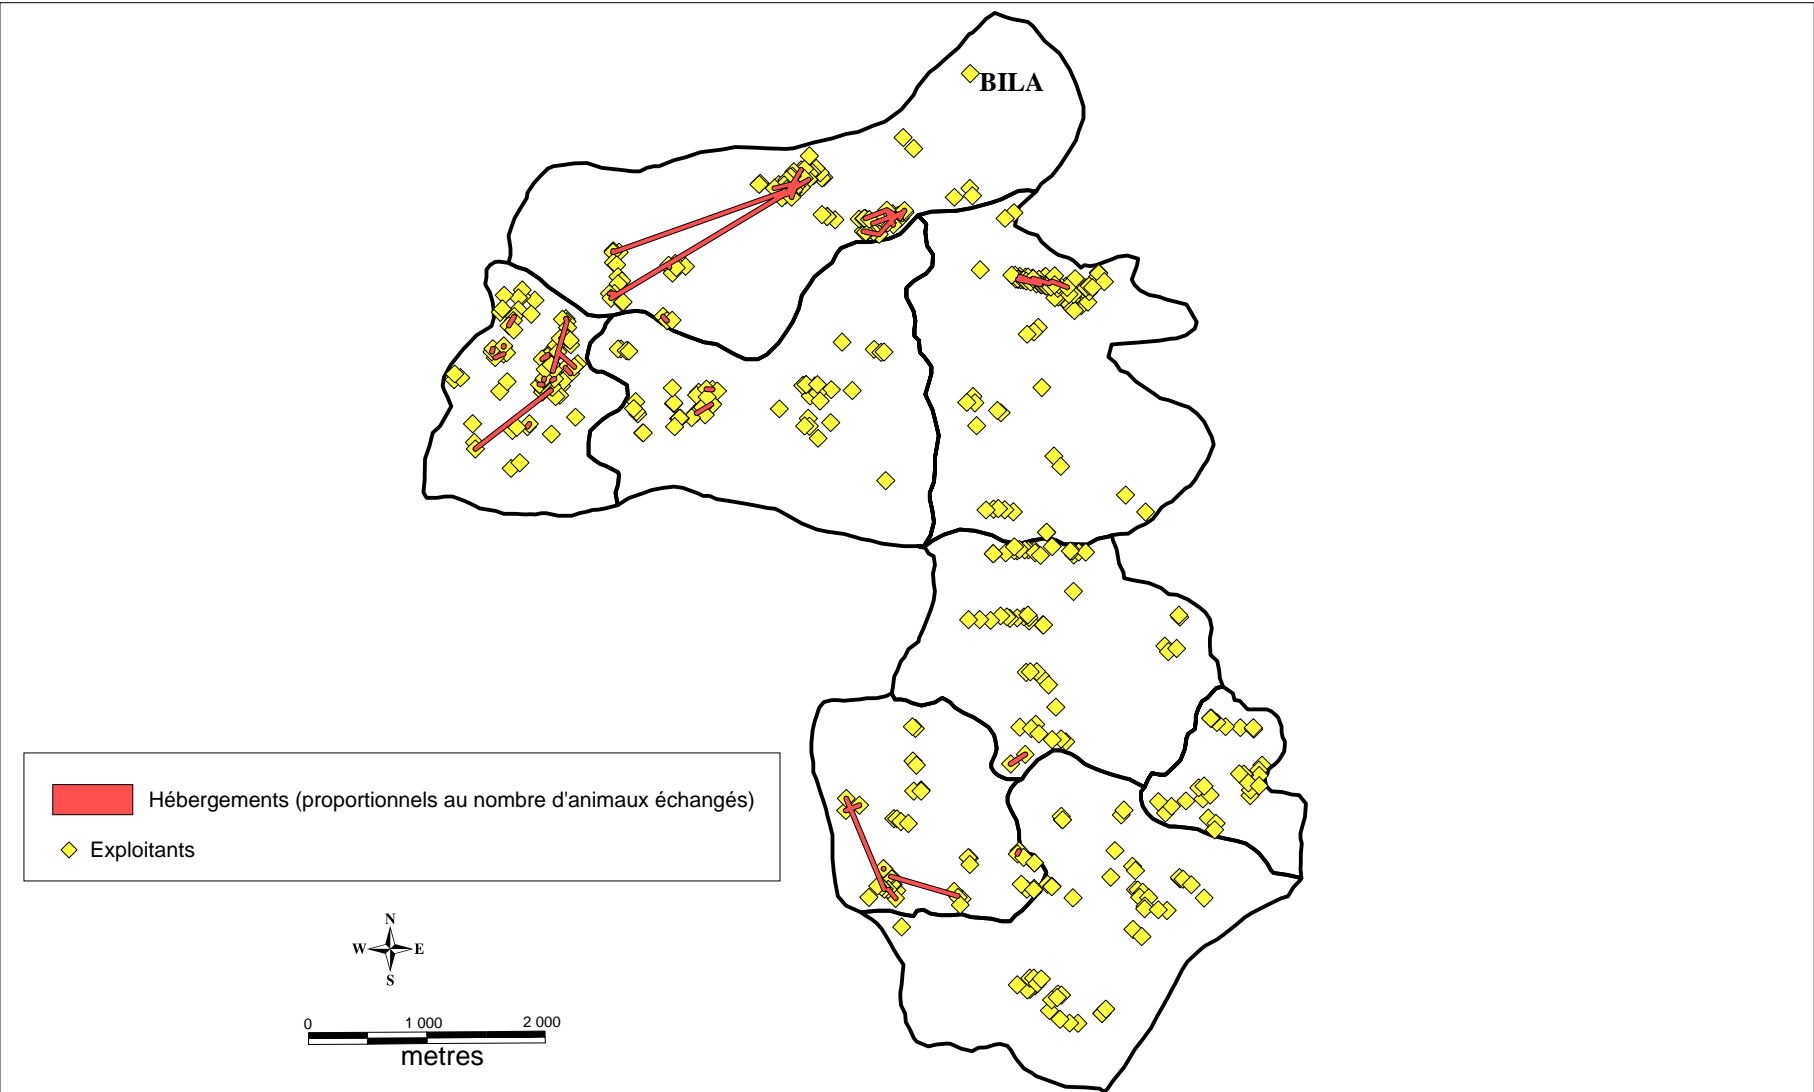 BILA
Hébergements (proportionnels au nombre d'animaux échangés)
Exploitants
N
W E
S
0 1 000 2 000
metres